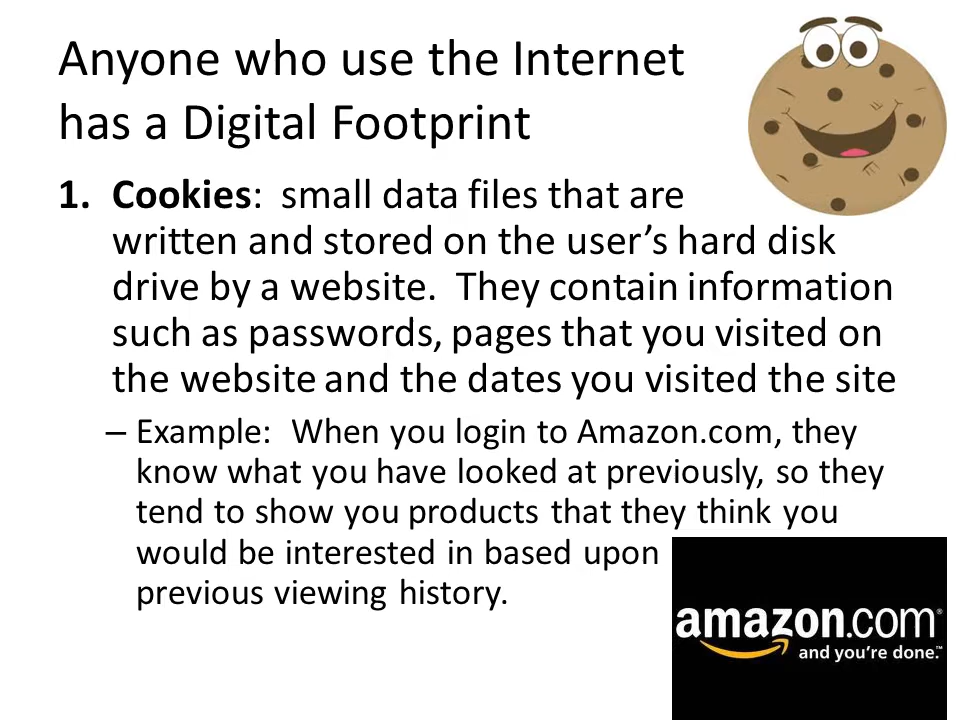 Anyone who use the Internet
has a Digital Footprint
1. Cookies:  small data files that are
written and stored on the user’s hard disk
drive by a website.  They contain information
such as passwords, pages that you visited on
the website and the dates you visited the site
– Example:  When you login to Amazon.com, they
know what you have looked at previously, so they
tend to show you products that they think you
would be interested in based upon
previous viewing history.
amazon.com®
and you’re done.™